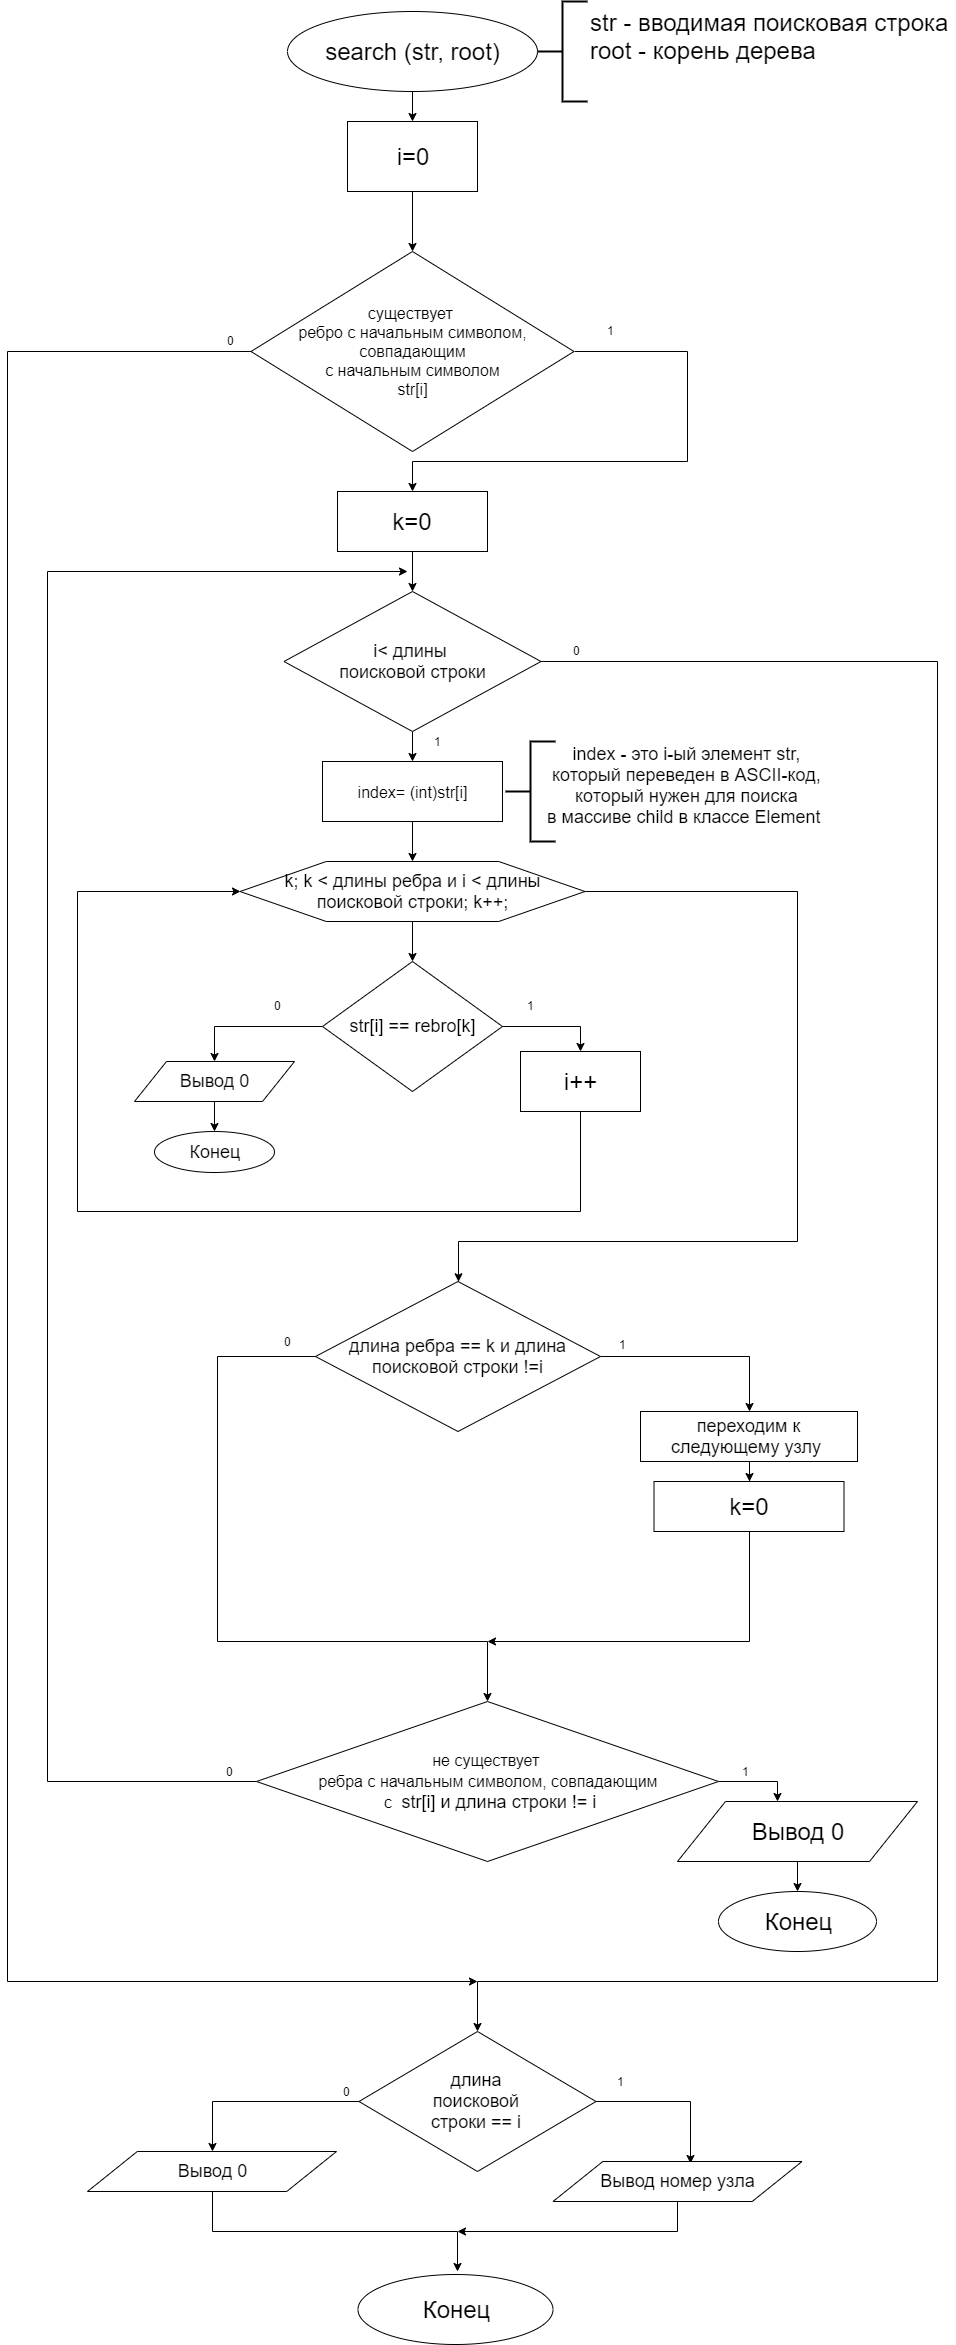 search (str, root)
str - вводимая поисковая строка
root - корень дерева
i=0
существует
ребро с начальным символом,
совпадающим
с начальным символом
str[i]
0
1
k=0
i< длины
поисковой строки
0
1
index= (int)str[i]
index - это i-ый элемент str,
который переведен в ASCII-код,
который нужен для поиска
в массиве child в классе Element
k; k < длины ребра и i < длины
поисковой строки; k++;
str[i] == rebro[k]
0
1
Вывод 0
Конец
i++
длина ребра == k и длина
поисковой строки !=i
0
1
переходим к
следующему узлу
k=0
не существует
ребра с начальным символом, совпадающим
с str[i] и длина строки != i
0
1
Вывод 0
Конец
длина
поисковой
строки == i
0
1
Вывод 0
Вывод номер узла
Конец